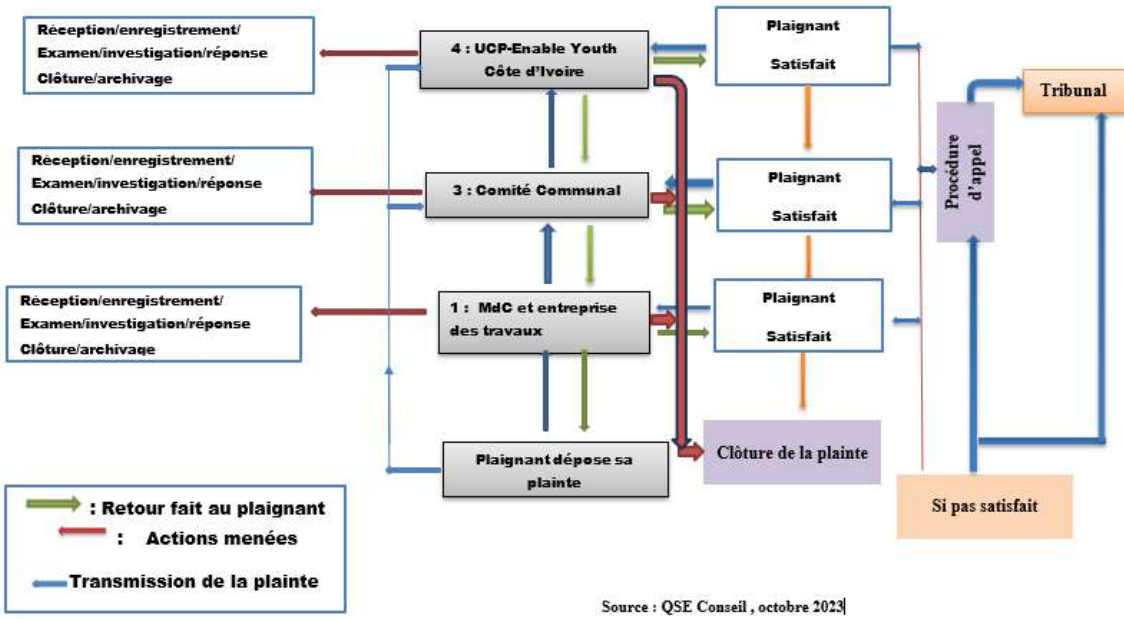 Réception/enregistrement/
Examen/investigation/réponse
Clôture/archivage
4 : UCP-Enable Youth
Côte d'Ivoire
Plaignant
Satisfait
Tribunal
Procédure
d'appel
Réception/enregistrement/
Examen/investigation/réponse
Clôture/archivage
3 : Comité Communal
Plaignant
Satisfait
Réception/enregistrement/
Examen/investigation/réponse
Clôture/archivage
1 : MdC et entreprise
des travaux
Plaignant
Satisfait
Plaignant dépose sa
plainte
Clôture de la plainte
Si pas satisfait
: Retour fait au plaignant
: Actions menées
Transmission de la plainte
Source : QSE Conseil , octobre 2023